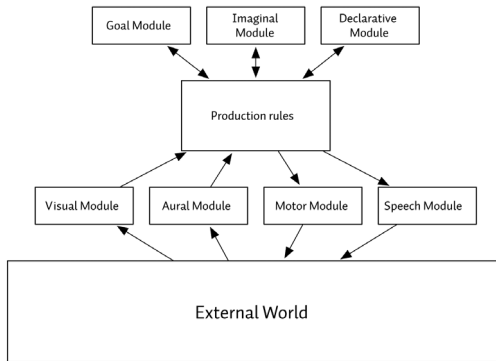 Goal Module
Imaginal
Module
Declarative
Module
Production rules
Visual Module
Aural Module
Motor Module
Speech Module
External World